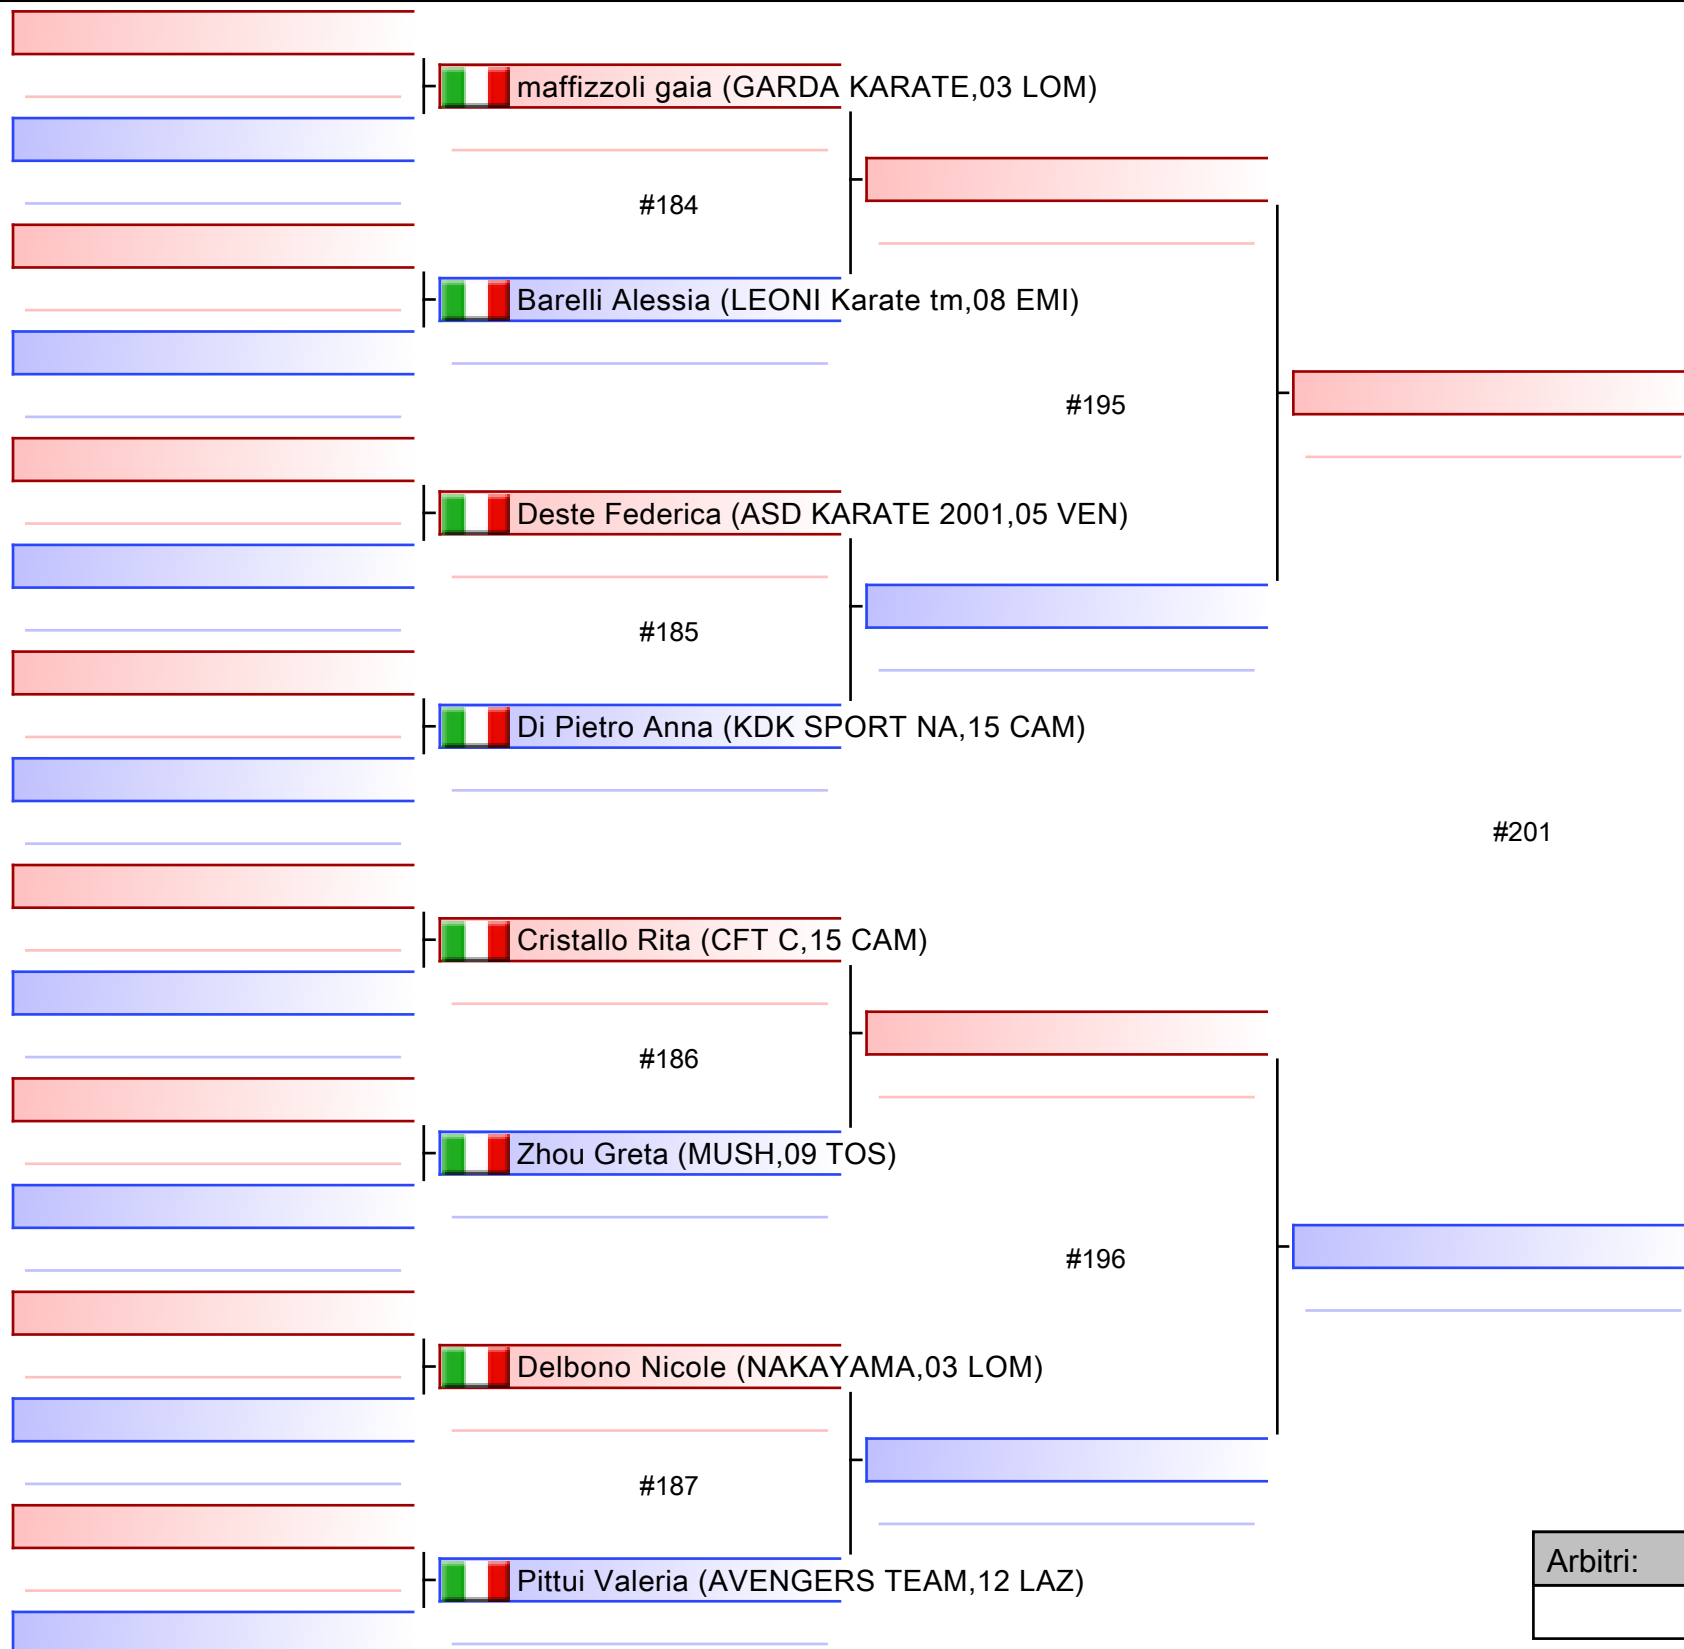 maffizzoli gaia (GARDA KARATE,03 LOM)
#184
Barelli Alessia (LEONI Karate tm,08 EMI)
#195
Deste Federica (ASD KARATE 2001,05 VEN)
#185
Di Pietro Anna (KDK SPORT NA,15 CAM)
#201
Cristallo Rita (CFT C,15 CAM)
#186
Zhou Greta (MUSH,09 TOS)
#196
Delbono Nicole (NAKAYAMA,03 LOM)
#187
Arbitri:
Pittui Valeria (AVENGERS TEAM,12 LAZ)